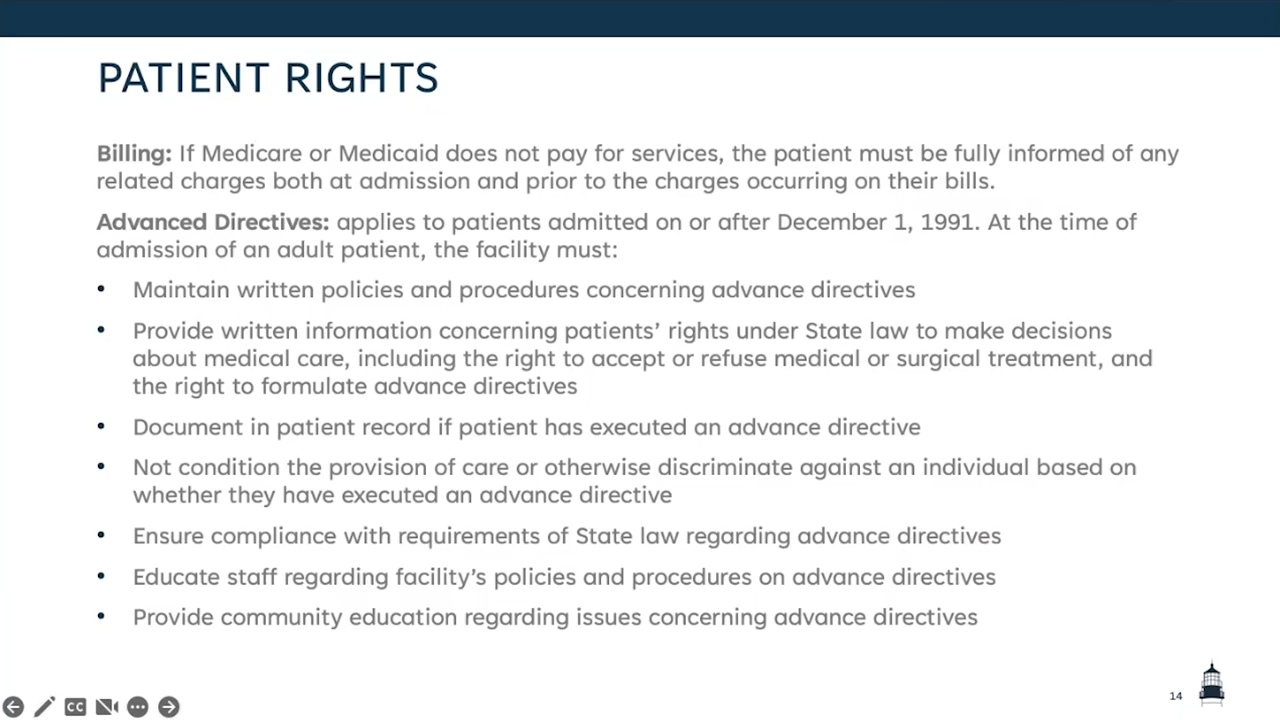 PATIENT RIGHTS
Billing: If Medicare or Medicaid does not pay for services, the patient must be fully informed of any
related charges both at admission and prior to the charges occurring on their bills.
Advanced Directives: applies to patients admitted on or after December 1, 1991. At the time of
admission of an adult patient, the facility must:
• Maintain written policies and procedures concerning advance directives
• Provide written information concerning patients’ rights under State law to make decisions
about medical care, including the right to accept or refuse medical or surgical treatment, and
the right to formulate advance directives
• Document in patient record if patient has executed an advance directive
• Not condition the provision of care or otherwise discriminate against an individual based on
whether they have executed an advance directive
• Ensure compliance with requirements of State law regarding advance directives
• Educate staff regarding facility’s policies and procedures on advance directives
• Provide community education regarding issues concerning advance directives
14
CC